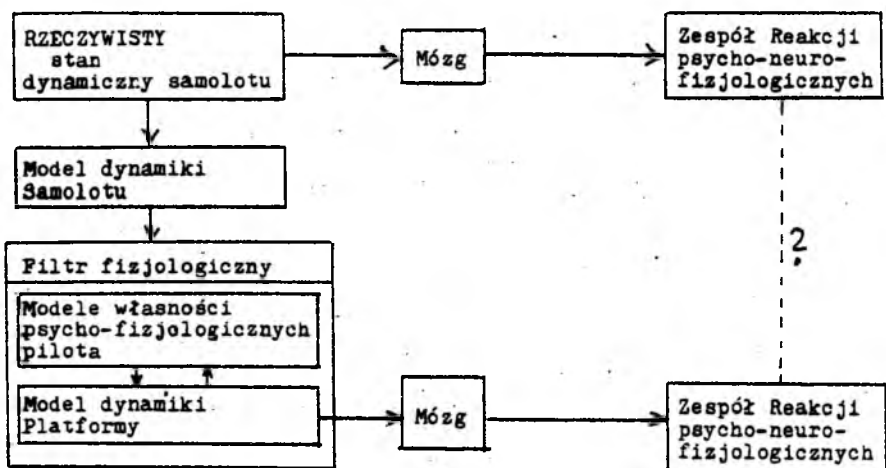 RZECZYWISTY
stan
dynamiczny samolotu
Mózg
Zespół Reakcji
psycho-neuro-
fizjologicznych
Model dynamiki
Samolotu
?
Filtr fizjologiczny
Modele własności
psycho-fizjologicznych
pilota
Model dynamiki
Platformy
Mózg
Zespół Reakcji
psycho-neuro-
fizjologicznych